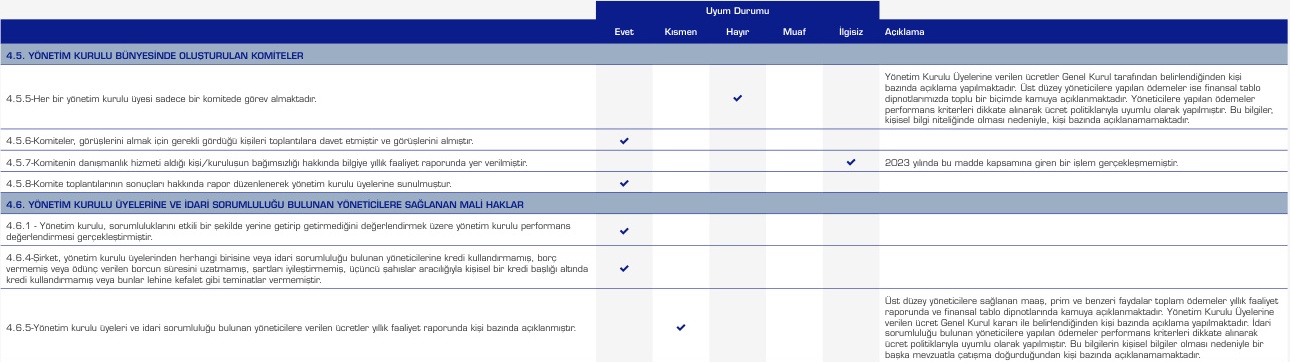 Uyum Durumu
Evet Kısmen Hayır Muaf İlgisiz Açıklama
4.5. YÖNETİM KURULU BÜNYESİNDE OLUŞTURULAN KOMİTELER
4.5.5-Her bir yönetim kurulu üyesi sadece bir komitede görev almaktadır.
✓
Yönetim Kurulu Üyelerine verilen ücretler Genel Kurul tarafından belirlendiğinden kişi
bazında açıklama yapılmaktadır. Üst düzey yöneticilere yapılan ödemeler ise finansal tablo
dipnotlarımızda toplu bir biçimde kamuya açıklanmaktadır. Yöneticilere yapılan ödemeler
performans kriterleri dikkate alınarak ücret politiklarıyla uyumlu olarak yapılmıştır. Bu bilgiler,
kişisel bilgi niteliğinde olması nedeniyle, kişi bazında açıklanamamaktadır.
4.5.6-Komiteler, görüşlerini almak için gerekli gördüğü kişileri toplantılara davet etmiştir ve görüşlerini almıştır.
✓
4.5.7-Komitenin danışmanlık hizmeti aldığı kişi/kuruluşun bağımsızlığı hakkında bilgiye yıllık faaliyet raporunda yer verilmiştir.
✓
2023 yılında bu madde kapsamına giren bir işlem gerçekleşmemiştir.
4.5.8-Komite toplantılarının sonuçları hakkında rapor düzenlenerek yönetim kurulu üyelerine sunulmuştur.
✓
4.6. YÖNETİM KURULU ÜYELERİNE VE İDARİ SORUMLULUĞU BULUNAN YÖNETİCİLERE SAĞLANAN MALİ HAKLAR
4.6.1 - Yönetim kurulu, sorumluluklarını etkili bir şekilde yerine getirip getirmediğini değerlendirmek üzere yönetim kurulu performans
değerlendirmesi gerçekleştirmiştir.
✓
4.6.4-Şirket, yönetim kurulu üyelerinden herhangi birisine veya idari sorumluluğu bulunan yöneticilerine kredi kullandırmamış, borç
vermemiş veya ödünç verilen borcun süresini uzatmamış, şartları iyileştirmemiş, üçüncü şahıslar aracılığıyla kişisel bir kredi başlığı altında
kredi kullandırmamış veya bunlar lehine kefalet gibi teminatlar vermemiştir.
✓
4.6.5-Yönetim kurulu üyeleri ve idari sorumluluğu bulunan yöneticilere verilen ücretler yıllık faaliyet raporunda kişi bazında açıklanmıştır.
✓
Üst düzey yöneticilere sağlanan maaş, prim ve benzeri faydalar toplam ödemeler yıllık faaliyet
raporunda ve finansal tablo dipnotlarında kamuya açıklanmaktadır. Yönetim Kurulu Üyelerine
verilen ücret Genel Kurul kararı ile belirlendiğinden kişi bazında açıklama yapılmaktadır. İdari
sorumluluğu bulunan yöneticilere yapılan ödemeler performans kriterleri dikkate alınarak
ücret politikalarıyla uyumlu olarak yapılmıştır. Bu bilgilerin kişisel bilgiler olması nedeniyle bir
başka mevzuatla çatışma doğurduğundan kişi bazında açıklanamamaktadır.